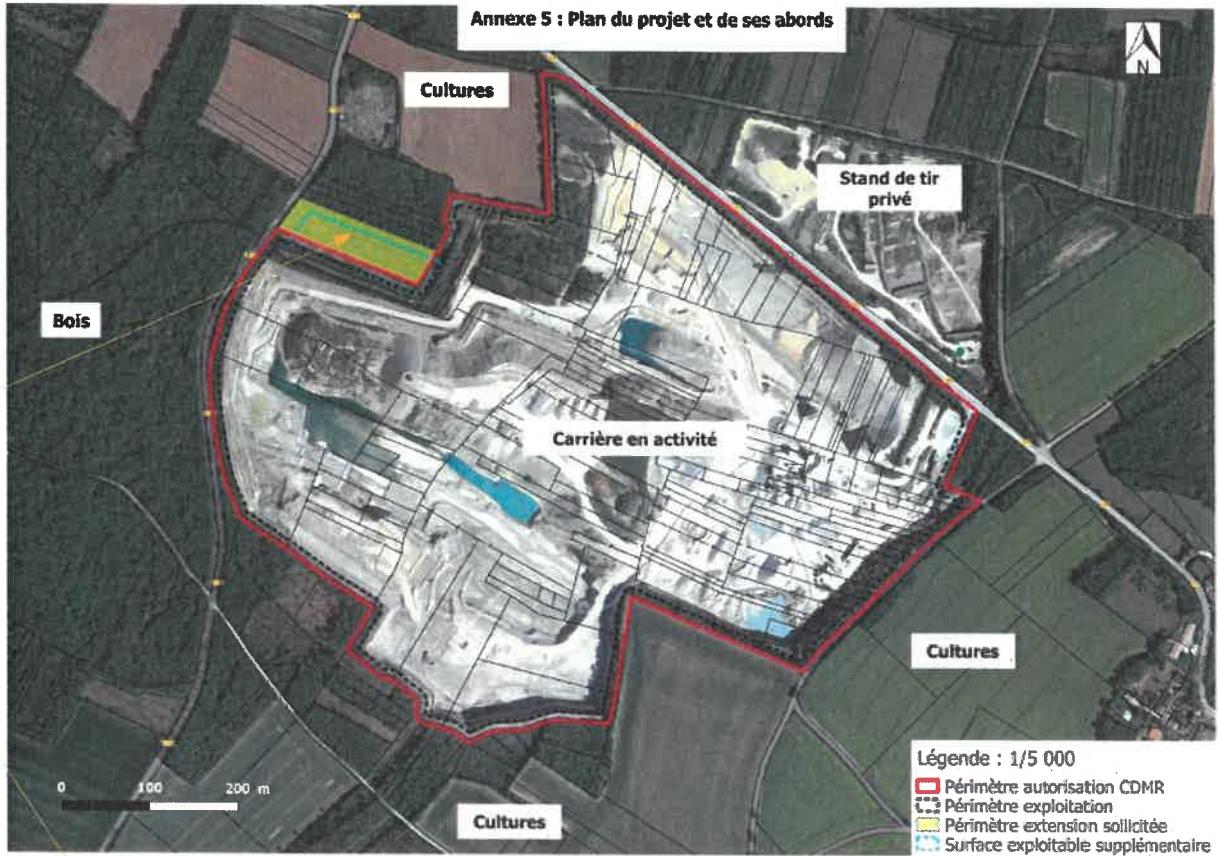 Annexe 5 : Plan du projet et de ses abords
N
Cultures
Stand de tir
privé
Bois
Carrière en activité
Cultures
Cultures
0 100 200 m
Légende : 1/5 000
Périmètre autorisation CDMR
Périmètre exploitation
Périmètre extension sollicitée
Surface exploitable supplémentaire